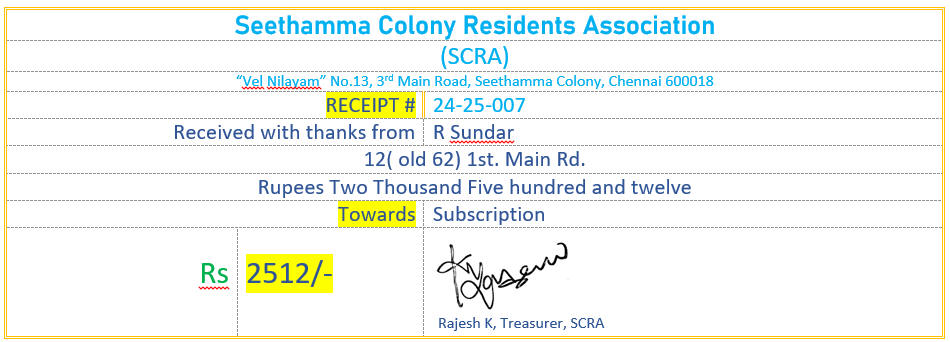 Seethamma Colony Residents Association
(SCRA)
“Vel Nilayam” No.13, 3rd Main Road, Seethamma Colony, Chennai 600018
RECEIPT # 24-25-007
Received with thanks from R Sundar
12( old 62) 1st. Main Rd.
Rupees Two Thousand Five hundred and twelve
Towards Subscription
Rs 2512/-
Rajesh K, Treasurer, SCRA